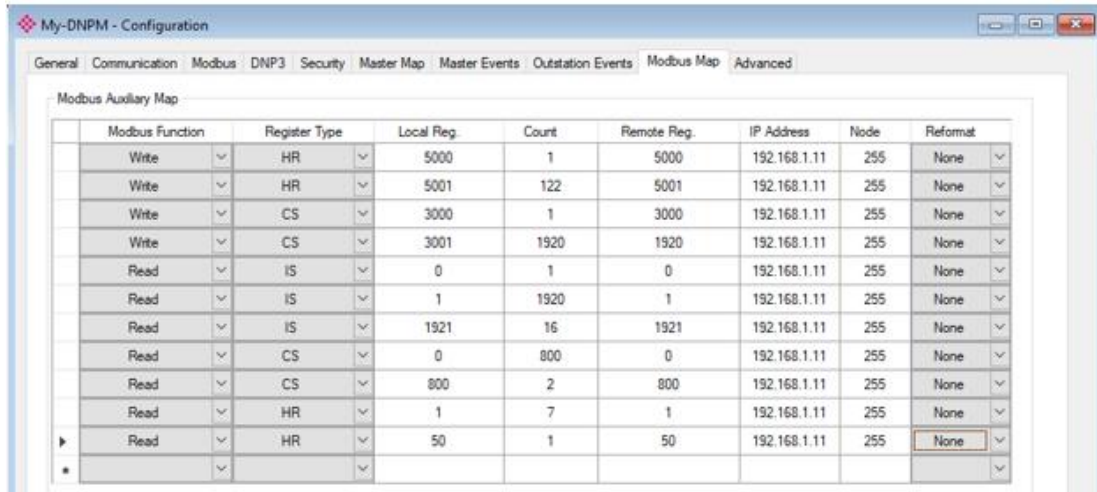 My-DNPM - Configuration
General Communication Modbus DNP3 Security Master Map Master Events Outstation Events Modbus Map Advanced
Modbus Auxiliary Map
Modbus Function Register Type Local Reg. Count Remote Reg. IP Address Node Reformat
Write HR 5000 1 5000 192.168.1.11 255 None
Write HR 5001 122 5001 192.168.1.11 255 None
Write CS 3000 1 3000 192.168.1.11 255 None
Write CS 3001 1920 1920 192.168.1.11 255 None
Read IS 0 1 0 192.168.1.11 255 None
Read IS 1 1920 1 192.168.1.11 255 None
Read IS 1921 16 1921 192.168.1.11 255 None
Read CS 0 800 0 192.168.1.11 255 None
Read CS 800 2 800 192.168.1.11 255 None
Read HR 1 7 1 192.168.1.11 255 None
Read HR 50 1 50 192.168.1.11 255 None